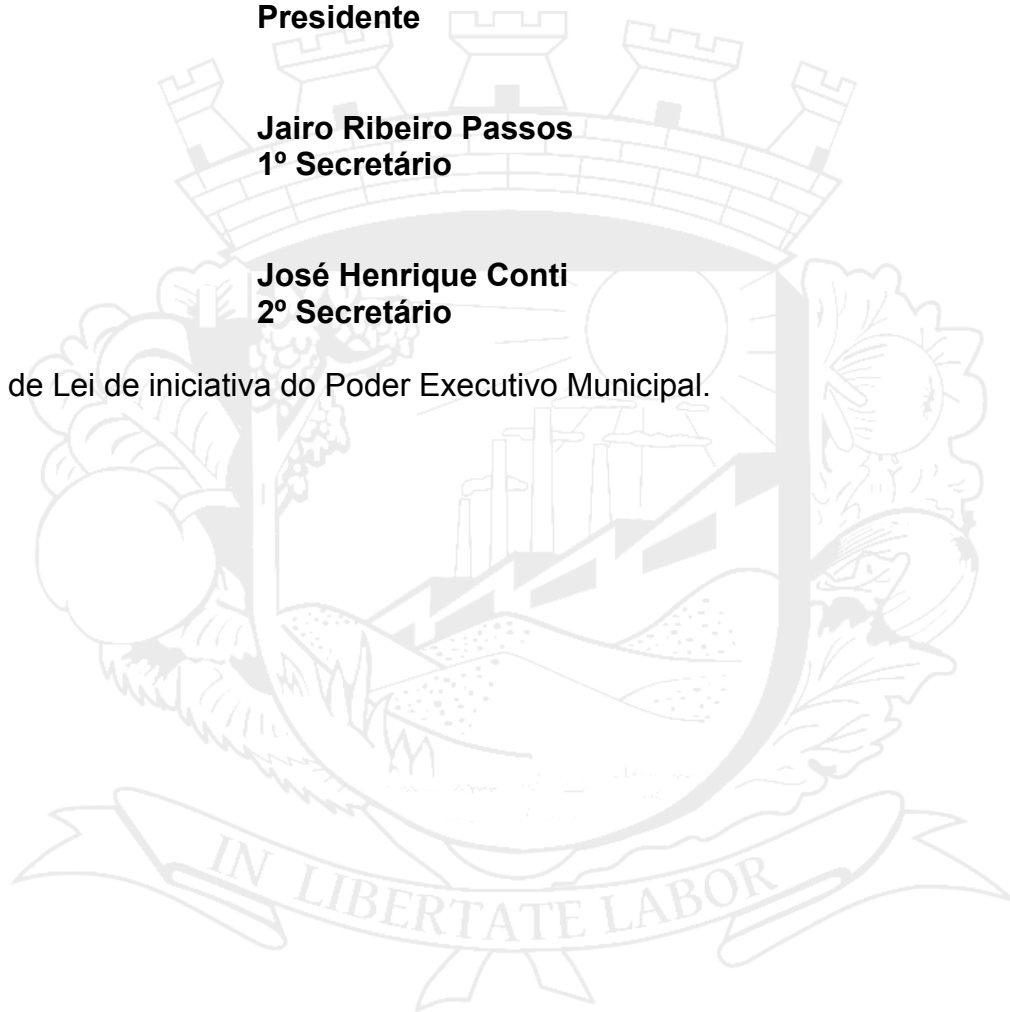 Presidente
Jairo Ribeiro Passos
1º Secretário
José Henrique Conti
2º Secretário
de Lei de iniciativa do Poder Executivo Municipal.
IN LIBERTATE LABOR